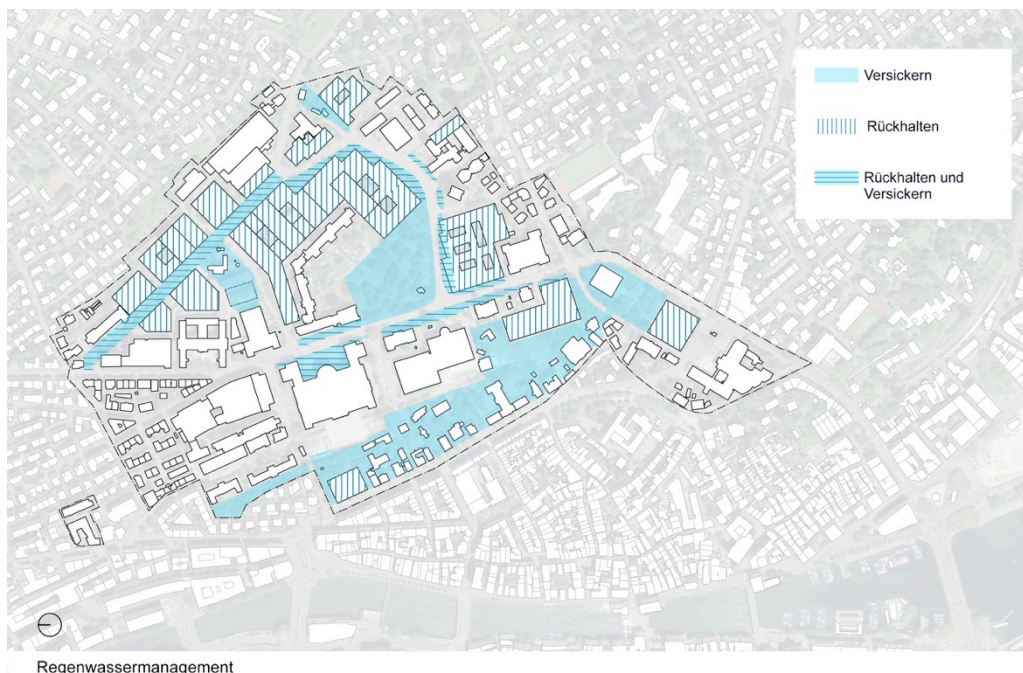 Versickern
Rückhalten
Rückhalten und
Versickern
Regenwassermanagement